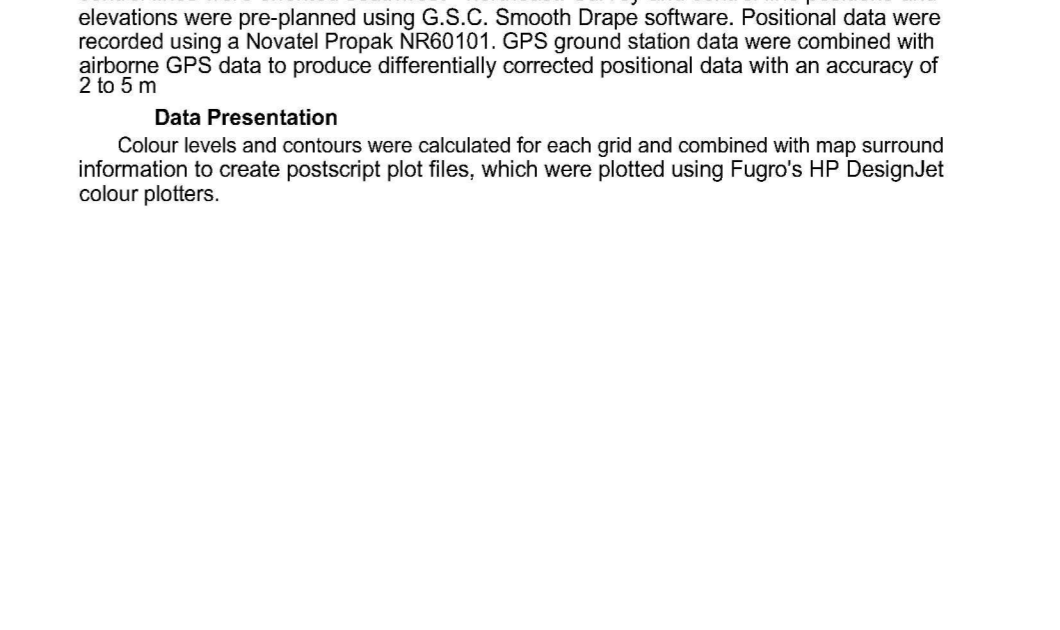 elevations were pre-planned using G.S.C. Smooth Drape software. Positional data were
recorded using a Novatel Propak NR60101. GPS ground station data were combined with
airborne GPS data to produce differentially corrected positional data with an accuracy of
2 to 5 m
Data Presentation
Colour levels and contours were calculated for each grid and combined with map surround
information to create postscript plot files, which were plotted using Fugro's HP DesignJet
colour plotters.